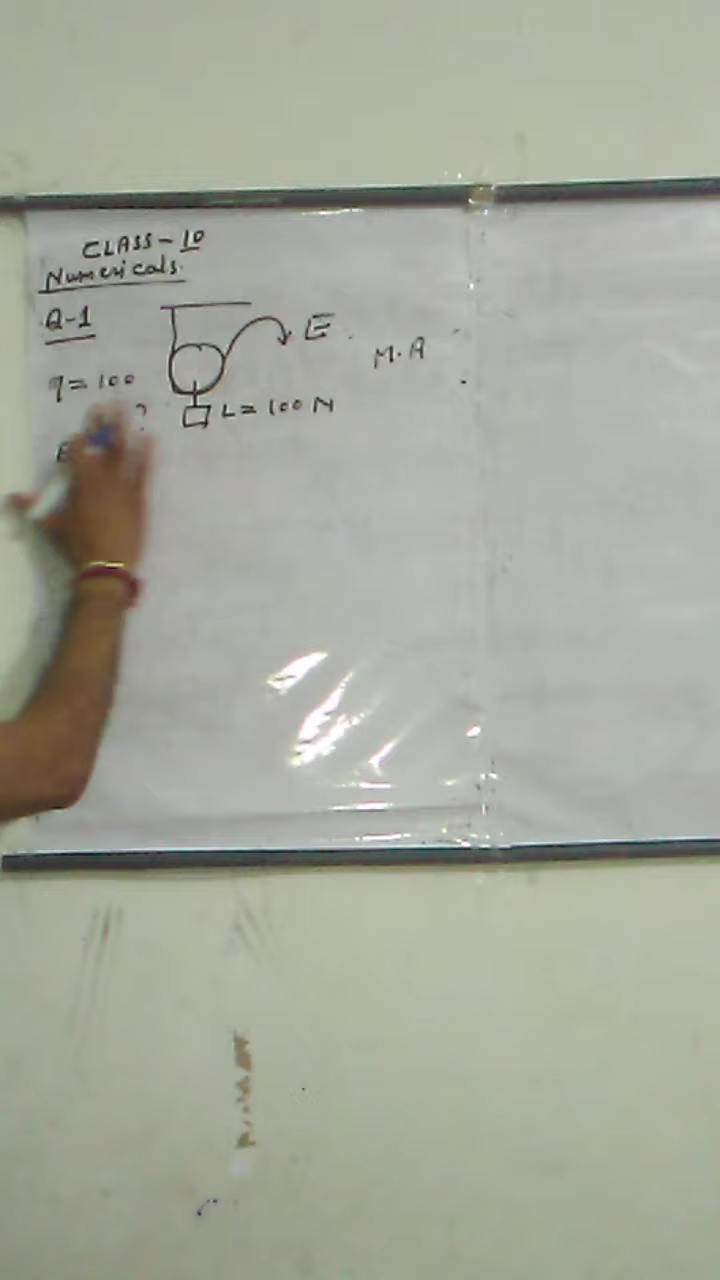 CLASS-10
Numericals.
Q-1
E
M.A
η=100
?
L= 100 N
E